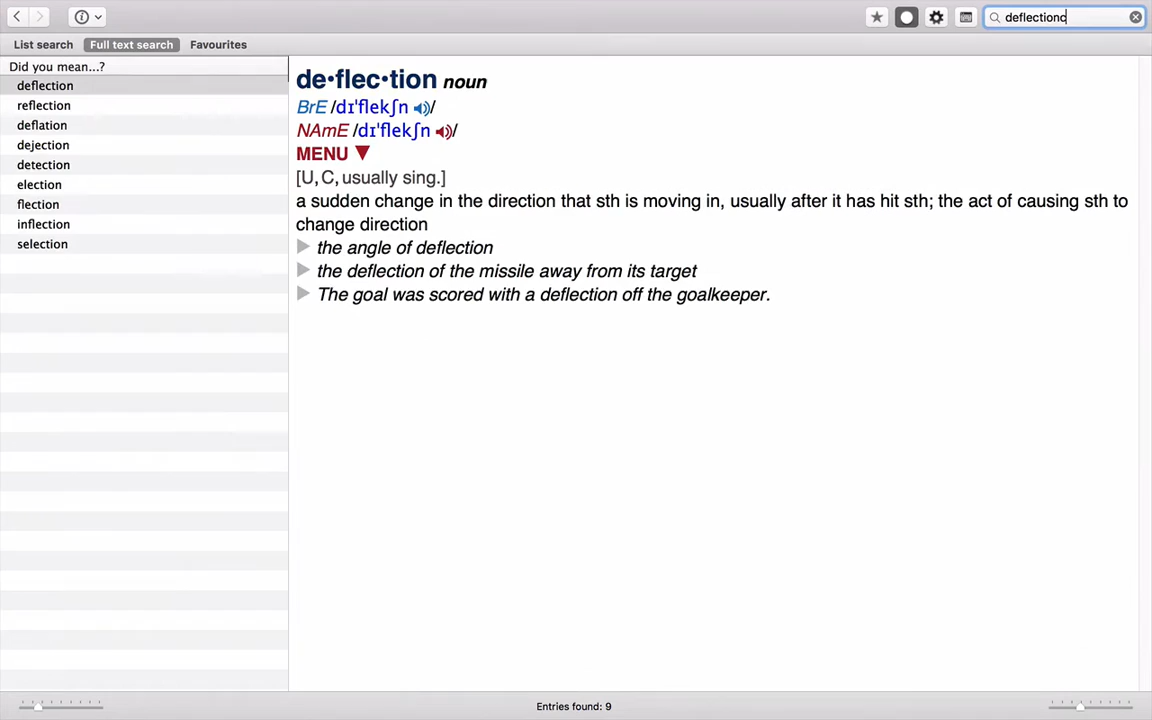 deflectionc
List search Full text search Favourites
Did you mean...?
deflection
reflection
deflation
dejection
detection
election
flection
inflection
selection
de•flec•tion noun
BrE /dɪˈflekʃn /
NAmE /dɪˈflekʃn /
MENU ▼
[U, C, usually sing.]
a sudden change in the direction that sth is moving in, usually after it has hit sth; the act of causing sth to
change direction
the angle of deflection
the deflection of the missile away from its target
The goal was scored with a deflection off the goalkeeper.
Entries found: 9